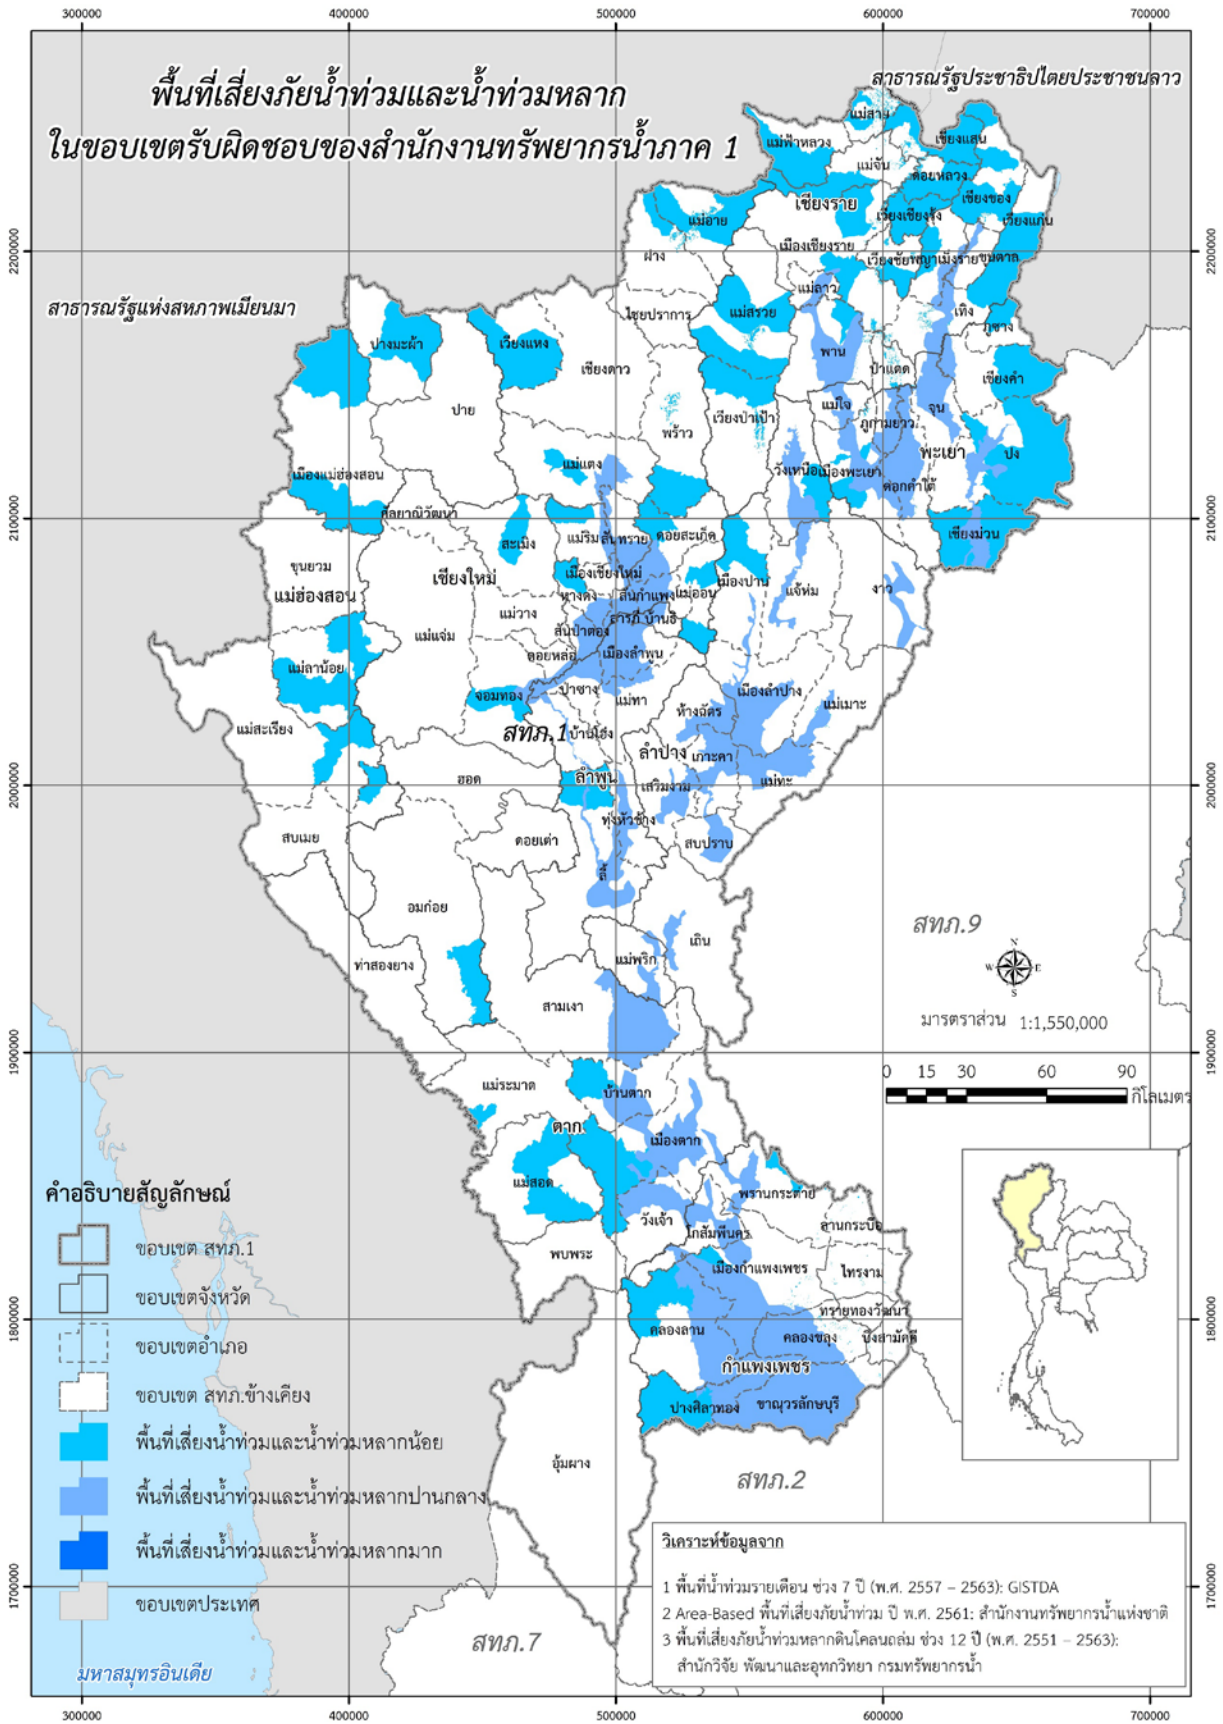 300000
400000
500000
600000
700000
พื้นที่เสี่ยงภัยน้ำท่วมและน้ำท่วมหลาก
ในขอบเขตรับผิดชอบของสำนักงานทรัพยากรน้ำภาค 1
สาธารณรัฐประชาธิปไตยประชาชนลาว
สาธารณรัฐแห่งสหภาพเมียนมา
แม่สาย
เชียงแสน
แม่ฟ้าหลวง
แม่จัน
ดอยหลวง
เชียงของ
เชียงราย
เวียงเชียงรุ้ง
เวียงแก่น
แม่อาย
เมืองเชียงราย
ฝาง
เวียงชัย
พญาเม็งราย
ขุนตาล
แม่ลาว
เทิง
ไชยปราการ
แม่สรวย
ภูซาง
ปางมะผ้า
เวียงแหง
พาน
เชียงดาว
ป่าแดด
เชียงคำ
ปาย
แม่ใจ
จุน
เวียงป่าเป้า
ภูกามยาว
พร้าว
พะเยา
ปง
แม่แตง
เมืองแม่ฮ่องสอน
วังเหนือ
เมืองพะเยา
ดอกคำใต้
กัลยาณิวัฒนา
เชียงม่วน
สะเมิง
แม่ริม
สันทราย
ดอยสะเก็ด
ขุนยวม
เชียงใหม่
เมืองเชียงใหม่
เมืองปาน
แม่ฮ่องสอน
หางดง
สันกำแพง
แม่ออน
แจ้ห่ม
งาว
แม่วาง
สารภี
บ้านธิ
แม่แจ่ม
สันป่าตอง
ดอยหล่อ
เมืองลำพูน
แม่ลาน้อย
จอมทอง
ป่าซาง
แม่ทา
เมืองลำปาง
แม่เมาะ
ห้างฉัตร
แม่สะเรียง
สทภ.1
บ้านโฮ่ง
ลำปาง
เกาะคา
ฮอด
ลำพูน
เสริมงาม
แม่ทะ
ทุ่งหัวช้าง
สบเมย
ดอยเต่า
สบปราบ
ลี้
อมก๋อย
สทภ.9
เถิน
ท่าสองยาง
แม่พริก
สามเงา
N
W
E
S
มาตราส่วน 1:1,550,000
0 15 30 60 90
กิโลเมตร
แม่ระมาด
บ้านตาก
ตาก
เมืองตาก
แม่สอด
พรานกระต่าย
วังเจ้า
ลานกระบือ
โกสัมพีนคร
พบพระ
เมืองกำแพงเพชร
ไทรงาม
ทรายทองวัฒนา
คลองลาน
คลองขลุง
บึงสามัคคี
กำแพงเพชร
ปางศิลาทอง
ขาณุวรลักษบุรี
อุ้มผาง
สทภ.2
สทภ.7
คำอธิบายสัญลักษณ์
ขอบเขต สทภ.1
ขอบเขตจังหวัด
ขอบเขตอำเภอ
ขอบเขต สทภ.ข้างเคียง
พื้นที่เสี่ยงน้ำท่วมและน้ำท่วมหลากน้อย
พื้นที่เสี่ยงน้ำท่วมและน้ำท่วมหลากปานกลาง
พื้นที่เสี่ยงน้ำท่วมและน้ำท่วมหลากมาก
ขอบเขตประเทศ
มหาสมุทรอินเดีย
วิเคราะห์ข้อมูลจาก
1 พื้นที่น้ำท่วมรายเดือน ช่วง 7 ปี (พ.ศ. 2557 – 2563): GISTDA
2 Area-Based พื้นที่เสี่ยงภัยน้ำท่วม ปี พ.ศ. 2561: สำนักงานทรัพยากรน้ำแห่งชาติ
3 พื้นที่เสี่ยงภัยน้ำท่วมหลากดินโคลนถล่ม ช่วง 12 ปี (พ.ศ. 2551 – 2563):
สำนักวิจัย พัฒนาและอุทกวิทยา กรมทรัพยากรน้ำ
2200000
2100000
2000000
1900000
1800000
1700000
2200000
2100000
2000000
1900000
1800000
1700000
300000
400000
500000
600000
700000